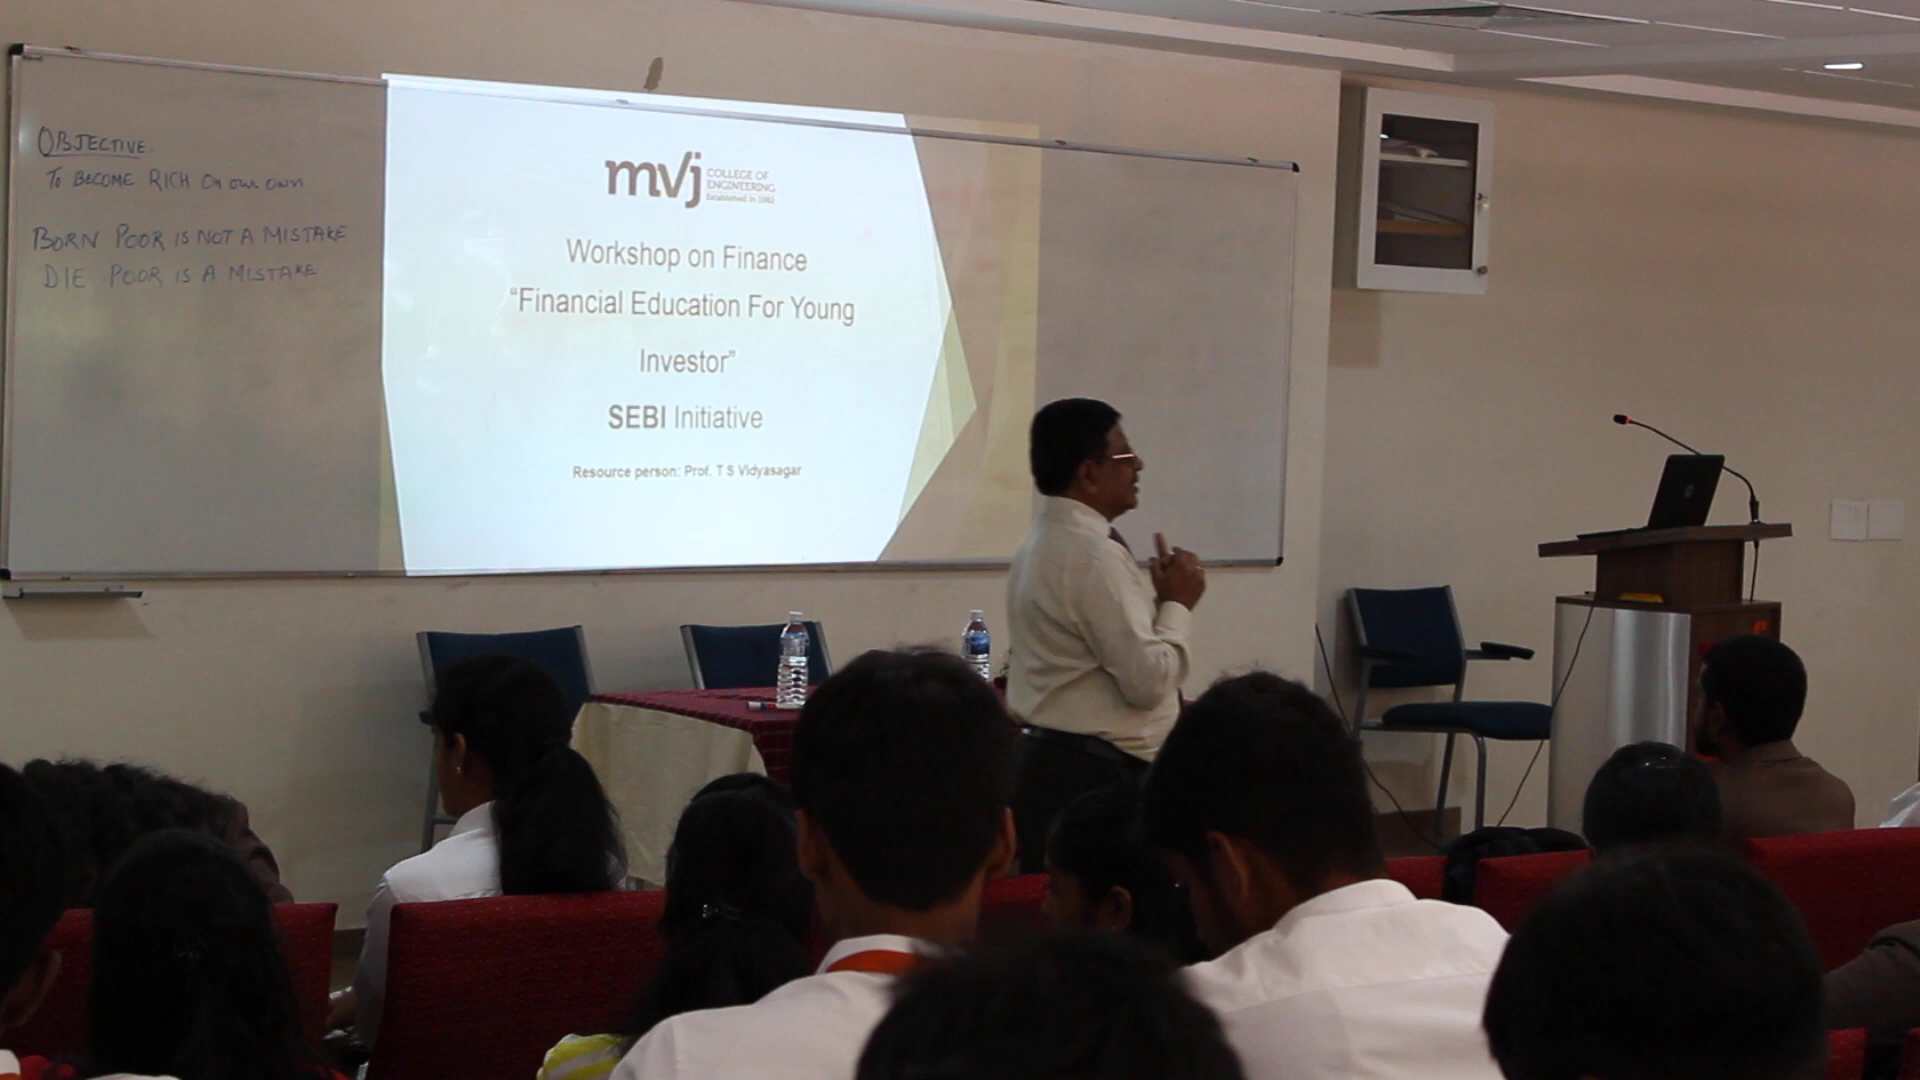 OBJECTIVE
To BECOME RICH On our own
BORN POOR IS NOT A MISTAKE
DIE POOR IS A MISTAKE
mvj COLLEGE OF
ENGINEERING
Established in 1982
Workshop on Finance
“Financial Education For Young
Investor”
SEBI Initiative
Resource person: Prof. T S Vidyasagar